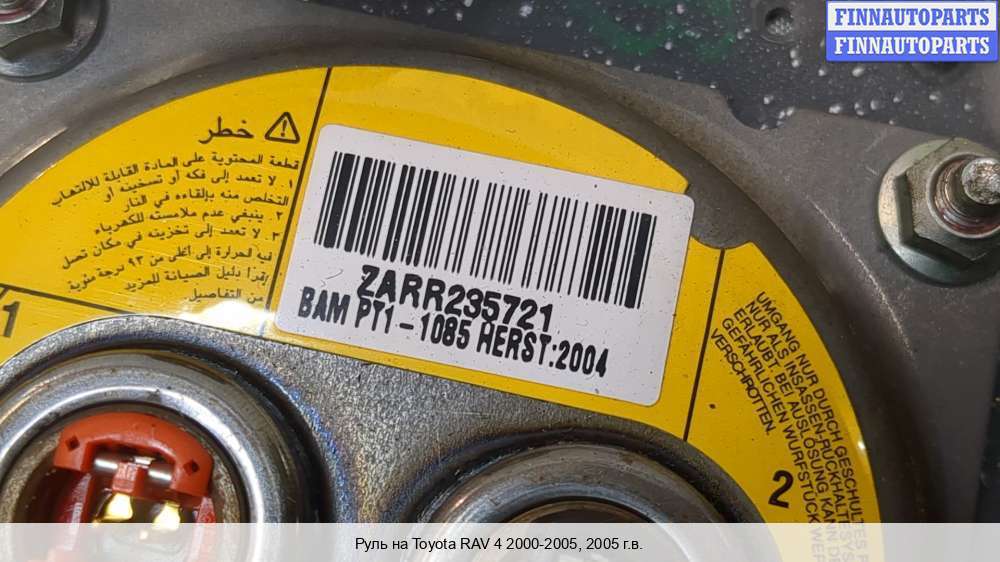 FINNAUTOPARTS
FINNAUTOPARTS
خطر
قطعة المحتوية على المادة القابلة للالتهاب
١. لا تعمد إلى فكه أو تسخينه أو
التخلص منه بإلقاءه في النار
٢. ينبغي عدم ملامسته للكهرباء
٣. لا تعمد إلى تخزينه في مكان تصل
فيه الحرارة إلى أعلى من ٩٣ درجة مئوية
إقرأ دليل الصيانة للمزيد
من التفاصيل
ZARR235721
BAM PT1-1085 HERST:2004
1
UMGANG NUR DURCH GESCHULTES
NUR ALS INSASSEN-RÜCKHALTESYS
ERLAUBT. BEI AUSLÖSUNG KANN
GEFÄHRLICHEN WURFSTÜCK
VERSCHROTTEN.
2
Руль на Toyota RAV 4 2000-2005, 2005 г.в.